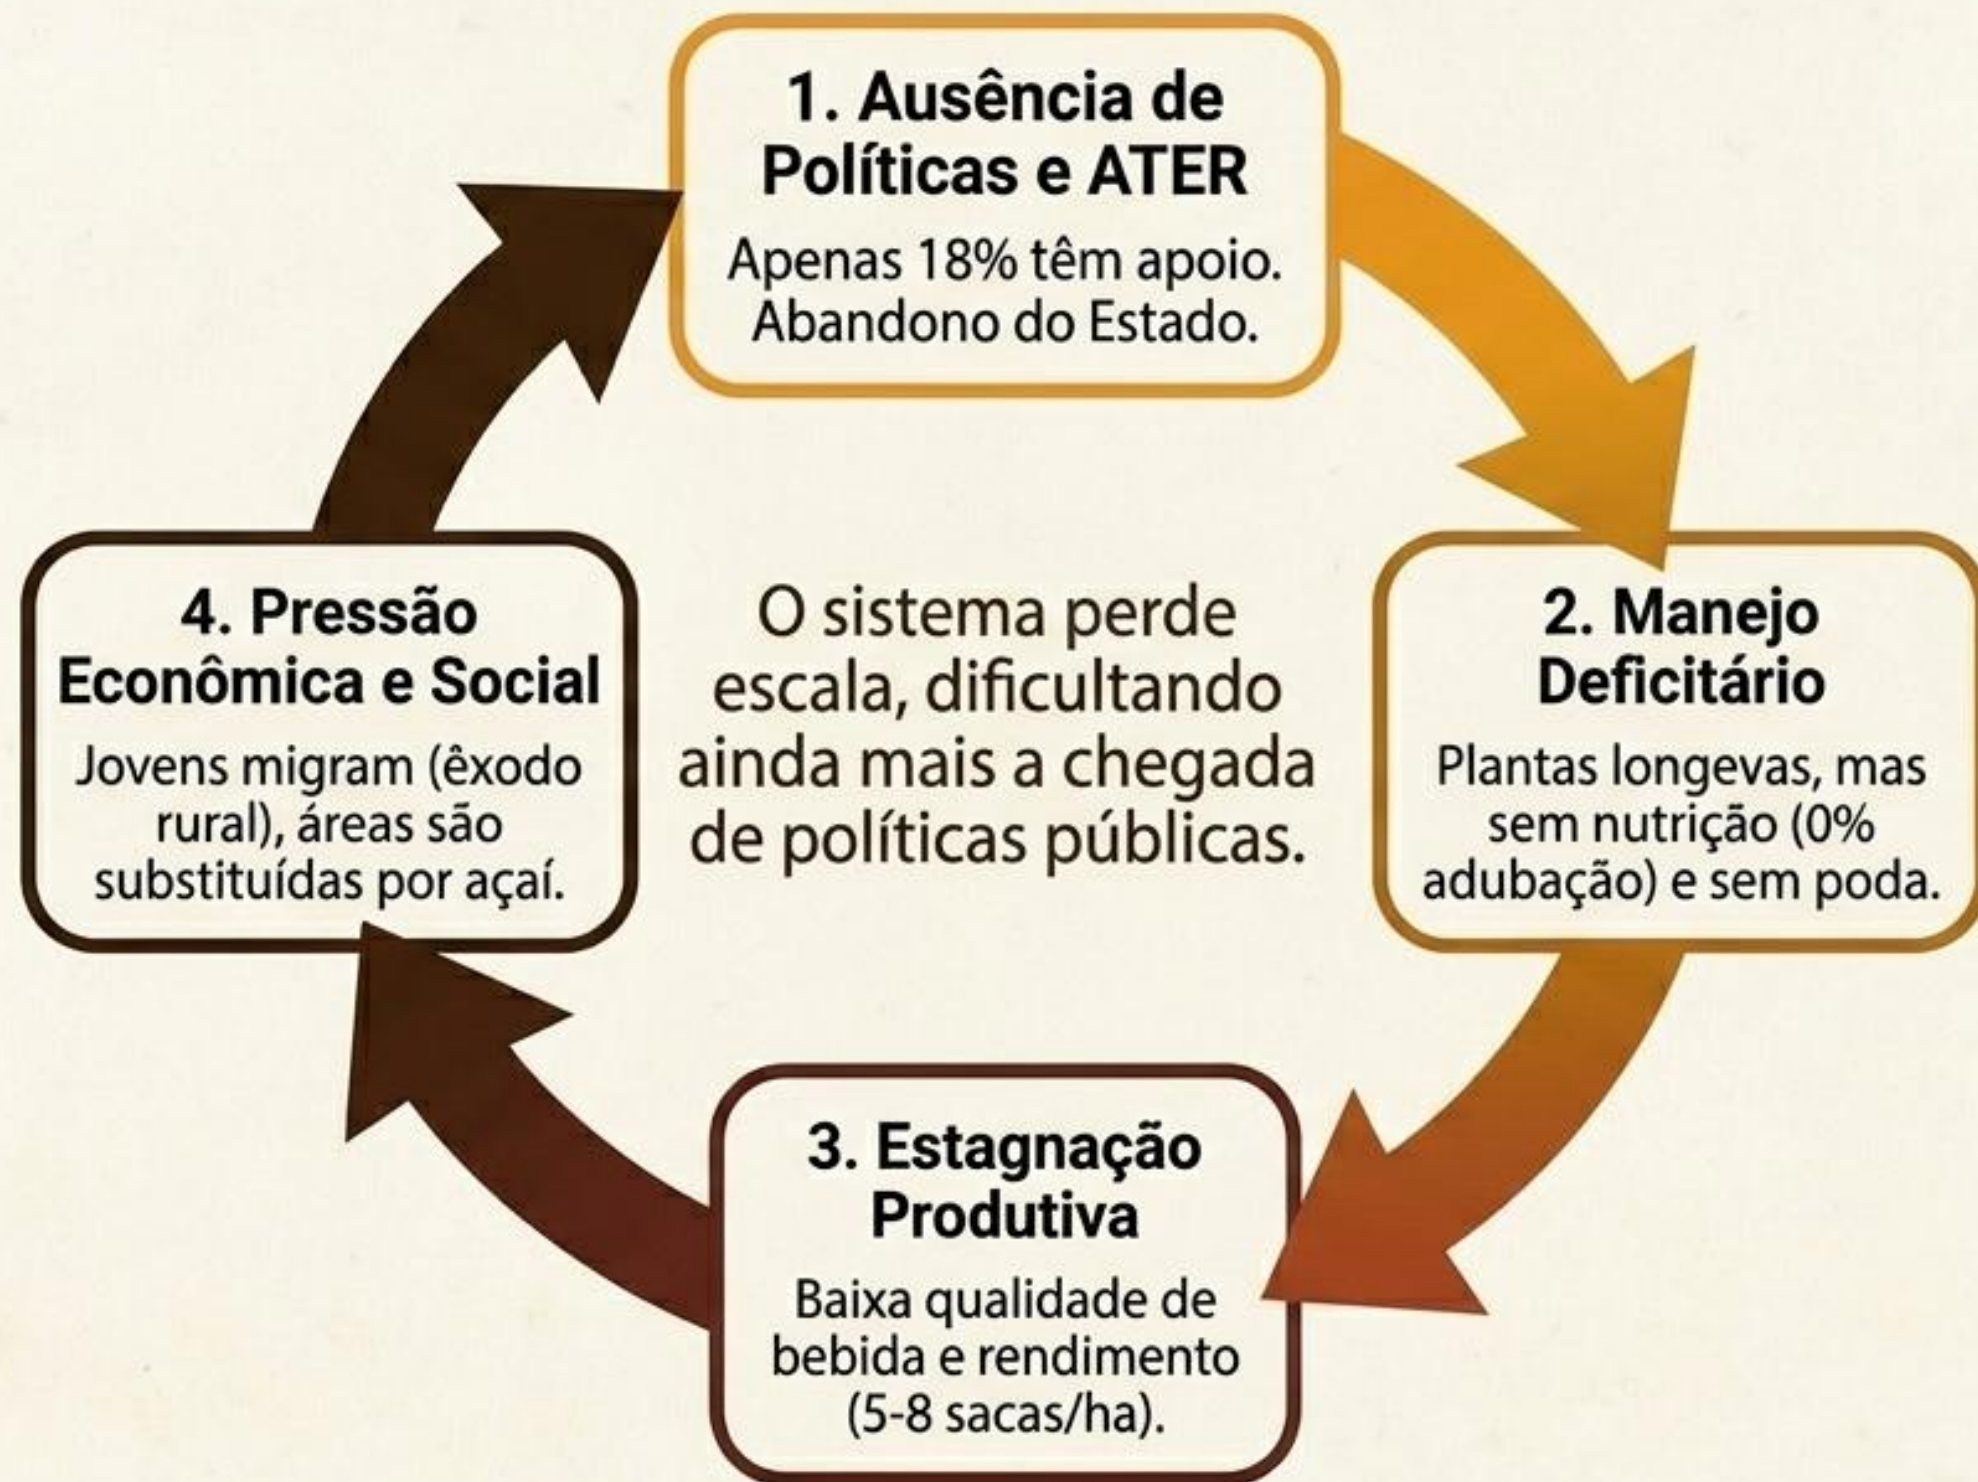 1. Ausência de
Políticas e ATER
Apenas 18% têm apoio.
Abandono do Estado.
2. Manejo
Deficitário
Plantas longevas, mas
sem nutrição (0%
adubação) e sem poda.
3. Estagnação
Produtiva
Baixa qualidade de
bebida e rendimento
(5-8 sacas/ha).
4. Pressão
Econômica e Social
Jovens migram (êxodo
rural), áreas são
substituídas por açaí.
O sistema perde
escala, dificultando
ainda mais a chegada
de políticas públicas.